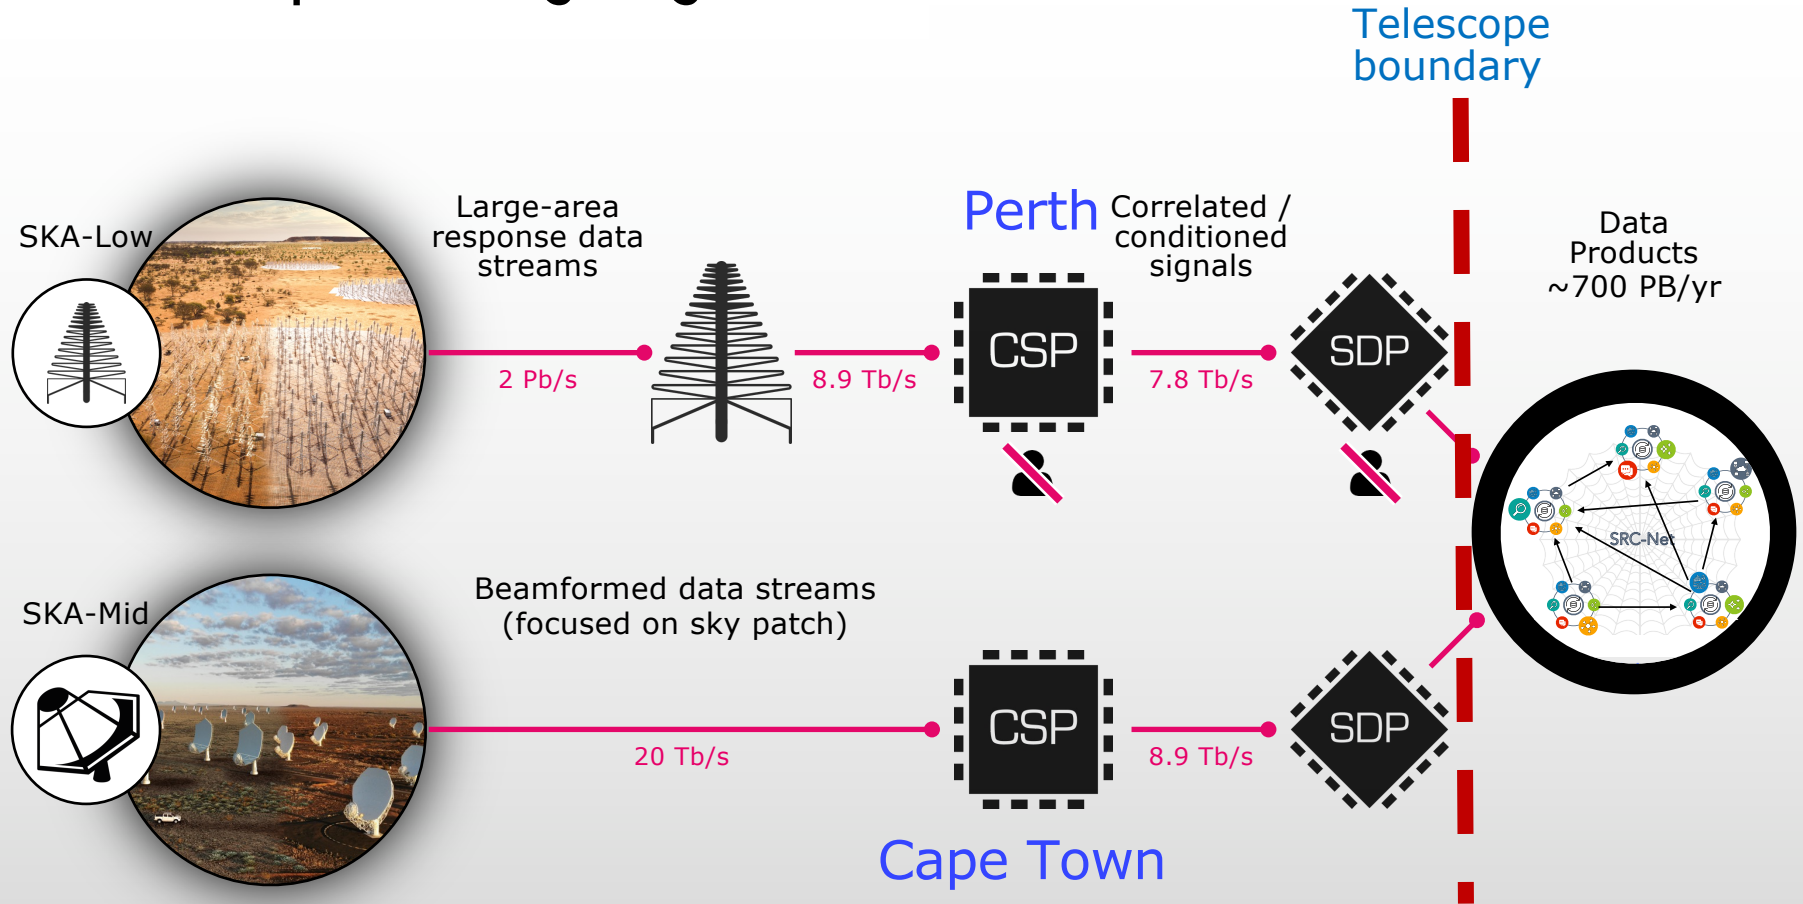 Telescope
boundary
SKA-Low
Large-area
response data
streams
Perth
Correlated /
conditioned
signals
Data
Products
~700 PB/yr
2 Pb/s
8.9 Tb/s
CSP
7.8 Tb/s
SDP
SRC-Net
SKA-Mid
Beamformed data streams
(focused on sky patch)
20 Tb/s
CSP
8.9 Tb/s
SDP
Cape Town